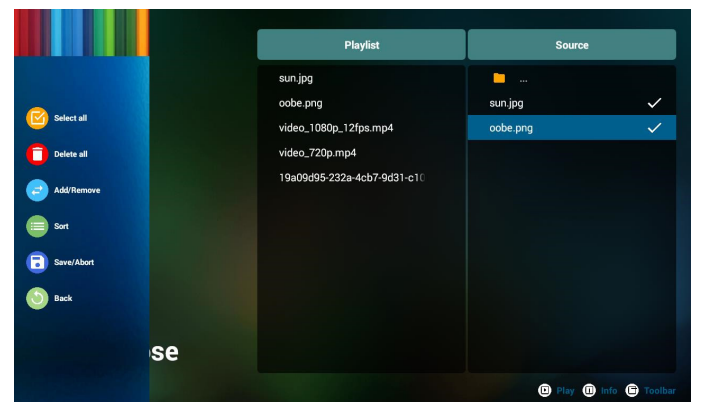 Select all
Delete all
Add/Remove
Sort
Save/Abort
Back
ose
Playlist
sun.jpg
oobe.png
video_1080p_12fps.mp4
video_720p.mp4
19a09d95-232a-4cb7-9d31-c10
Source
...
sun.jpg
oobe.png
Play Info Toolbar